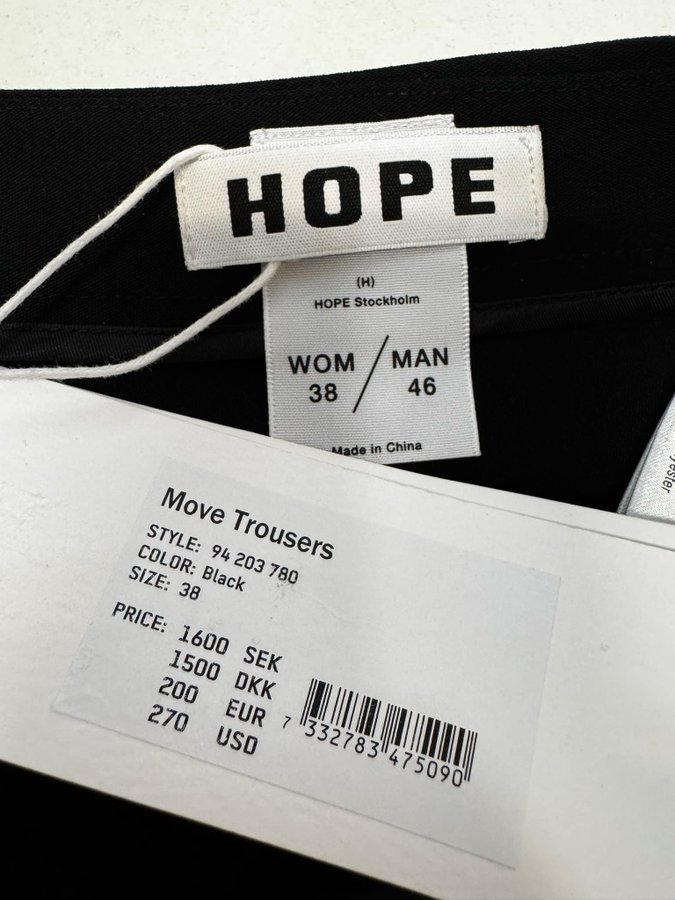 HOPE
(H)
HOPE Stockholm
WOM / MAN
38 46
Made in China
Move Trousers
STYLE: 94 203 780
COLOR: Black
SIZE: 38
PRICE: 1600 SEK
1500 DKK
200 EUR
270 USD
7 332783 475090